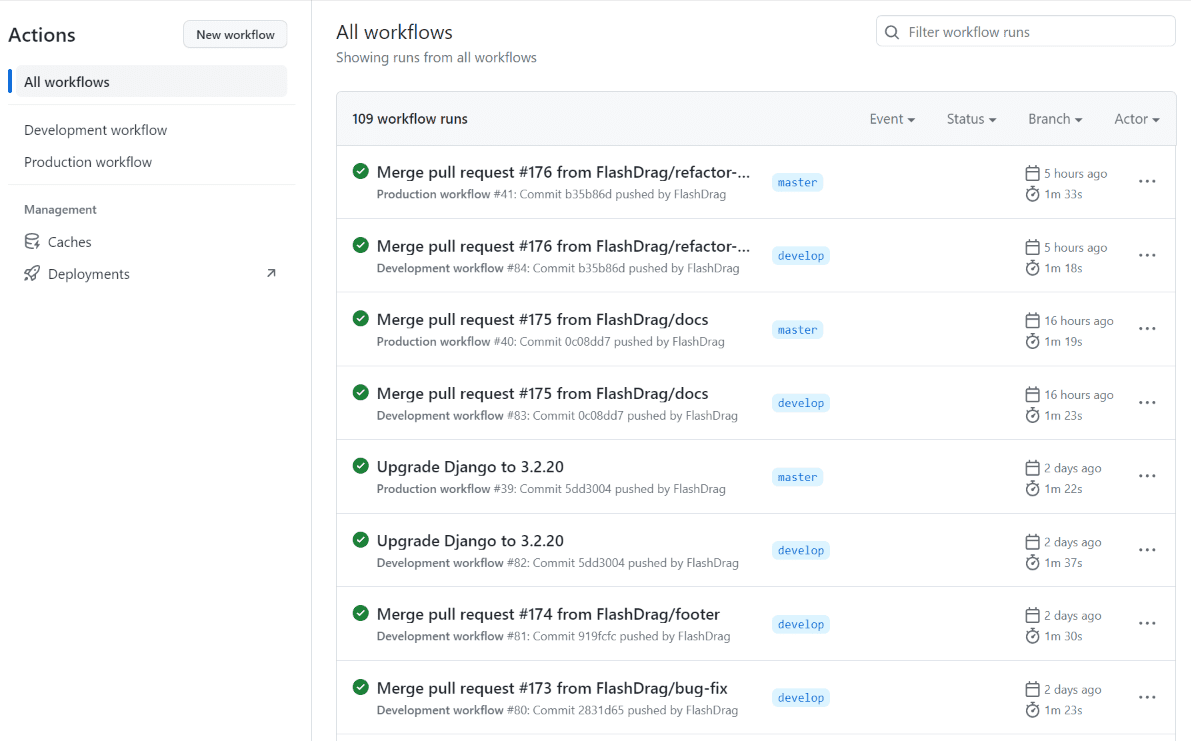 Actions
New workflow
All workflows
Development workflow
Production workflow
Management
Caches
Deployments
All workflows
Showing runs from all workflows
Filter workflow runs
109 workflow runs
Event
Status
Branch
Actor
Merge pull request #176 from FlashDrag/refactor-...
Production workflow #41: Commit b35b86d pushed by FlashDrag
master
5 hours ago
1m 33s
Merge pull request #176 from FlashDrag/refactor-...
Development workflow #84: Commit b35b86d pushed by FlashDrag
develop
5 hours ago
1m 18s
Merge pull request #175 from FlashDrag/docs
Production workflow #40: Commit 0c08dd7 pushed by FlashDrag
master
16 hours ago
1m 19s
Merge pull request #175 from FlashDrag/docs
Development workflow #83: Commit 0c08dd7 pushed by FlashDrag
develop
16 hours ago
1m 23s
Upgrade Django to 3.2.20
Production workflow #39: Commit 5dd3004 pushed by FlashDrag
master
2 days ago
1m 22s
Upgrade Django to 3.2.20
Development workflow #82: Commit 5dd3004 pushed by FlashDrag
develop
2 days ago
1m 37s
Merge pull request #174 from FlashDrag/footer
Development workflow #81: Commit 919fcfc pushed by FlashDrag
develop
2 days ago
1m 30s
Merge pull request #173 from FlashDrag/bug-fix
Development workflow #80: Commit 2831d65 pushed by FlashDrag
develop
2 days ago
1m 23s